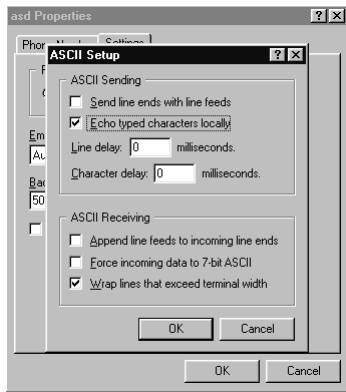 asd Properties
Settings
ASCII Setup
ASCII Sending
Send line ends with line feeds
Echo typed characters locally
Line delay: 0 milliseconds.
Character delay: 0 milliseconds.
ASCII Receiving
Append line feeds to incoming line ends
Force incoming data to 7-bit ASCII
Wrap lines that exceed terminal width
OK Cancel
50
OK Cancel